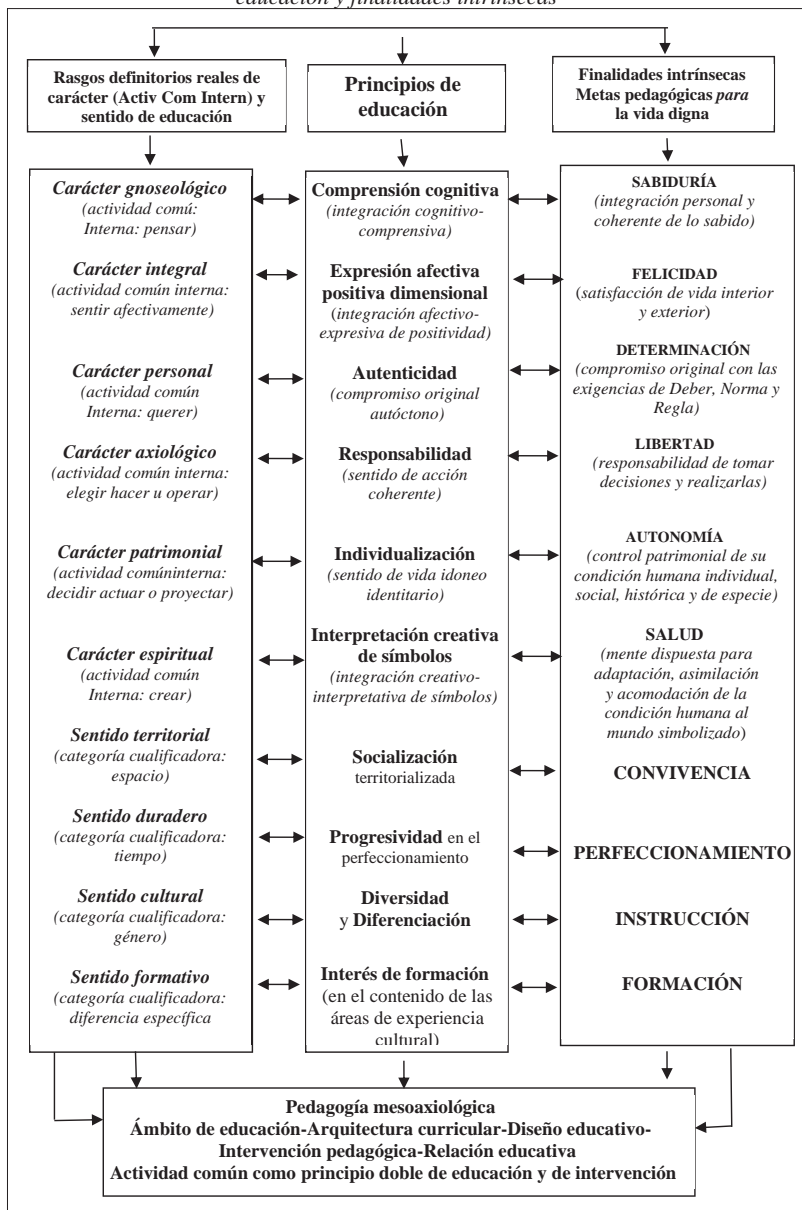 educación y finalidades intrínsecas
Rasgos definitorios reales de
carácter (Activ Com Intern) y
sentido de educación
Principios de
educación
Finalidades intrínsecas
Metas pedagógicas para
la vida digna
Carácter gnoseológico
(actividad comú:
Interna: pensar)
Carácter integral
(actividad común interna:
sentir afectivamente)
Carácter personal
(actividad común
Interna: querer)
Carácter axiológico
(actividad común interna:
elegir hacer u operar)
Carácter patrimonial
(actividad comúninterna:
decidir actuar o proyectar)
Carácter espiritual
(actividad común
Interna: crear)
Sentido territorial
(categoría cualificadora:
espacio)
Sentido duradero
(categoría cualificadora:
tiempo)
Sentido cultural
(categoría cualificadora:
género)
Sentido formativo
(categoría cualificadora:
diferencia específica
Comprensión cognitiva
(integración cognitivo-
comprensiva)
Expresión afectiva
positiva dimensional
(integración afectivo-
expresiva de positividad)
Autenticidad
(compromiso original
autóctono)
Responsabilidad
(sentido de acción
coherente)
Individualización
(sentido de vida idoneo
identitario)
Interpretación creativa
de símbolos
(integración creativo-
interpretativa de símbolos)
Socialización
territorializada
Progresividad en el
perfeccionamiento
Diversidad
y Diferenciación
Interés de formación
(en el contenido de las
áreas de experiencia
cultural)
SABIDURÍA
(integración personal y
coherente de lo sabido)
FELICIDAD
(satisfacción de vida interior
y exterior)
DETERMINACIÓN
(compromiso original con las
exigencias de Deber, Norma y
Regla)
LIBERTAD
(responsabilidad de tomar
decisiones y realizarlas)
AUTONOMÍA
(control patrimonial de su
condición humana individual,
social, histórica y de especie)
SALUD
(mente dispuesta para
adaptación, asimilación
y acomodación de la
condición humana al
mundo simbolizado)
CONVIVENCIA
PERFECCIONAMIENTO
INSTRUCCIÓN
FORMACIÓN
Pedagogía mesoaxiológica
Ámbito de educación-Arquitectura curricular-Diseño educativo-
Intervención pedagógica-Relación educativa
Actividad común como principio doble de educación y de intervención